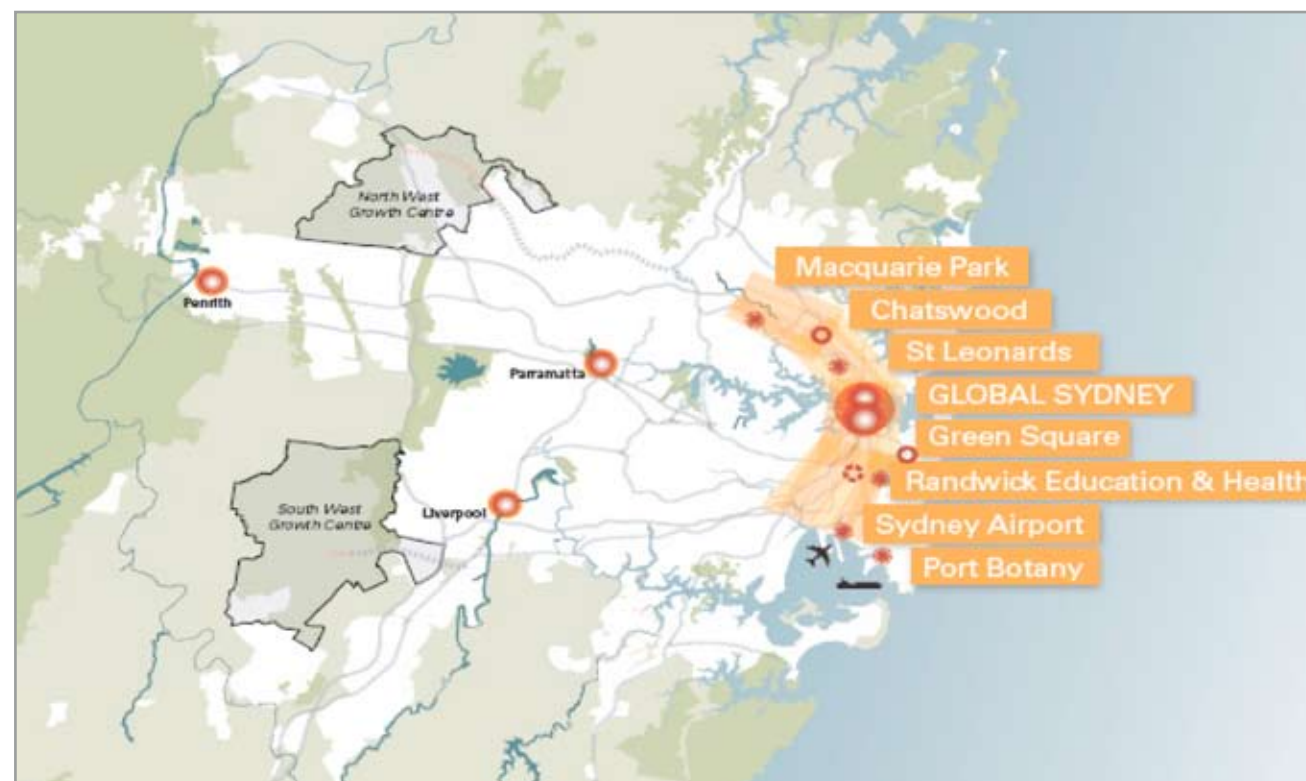 North West
Growth Centre
Macquarie Park
Penrith
Chatswood
St Leonards
Parramatta
GLOBAL SYDNEY
Green Square
Randwick Education & Health
South West
Growth Centre
Liverpool
Sydney Airport
Port Botany